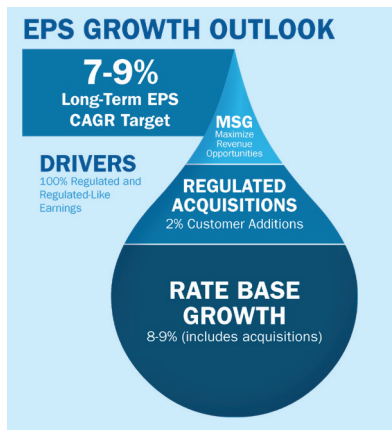 EPS GROWTH OUTLOOK
7-9%
Long-Term EPS
CAGR Target
MSG
Maximize
Revenue
Opportunities
DRIVERS
100% Regulated and
Regulated-Like
Earnings
REGULATED
ACQUISITIONS
2% Customer Additions
RATE BASE
GROWTH
8-9% (includes acquisitions)